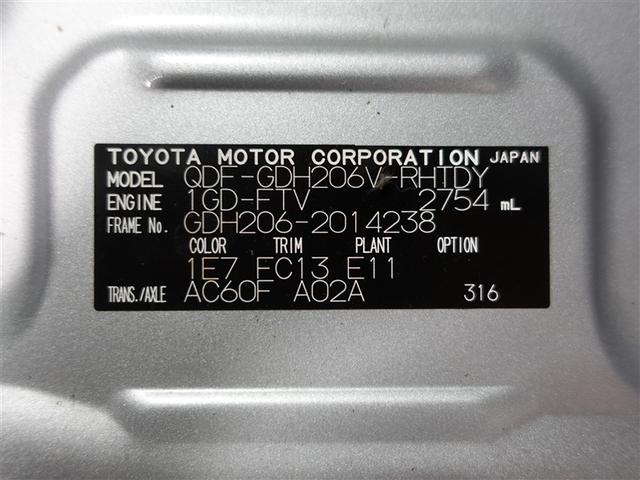 TOYOTA MOTOR CORPORATION JAPAN
MODEL QDF-GDH206V-RHTDY
ENGINE 1GD-FTV 2754 mL
FRAME No. GDH206-2014238
COLOR TRIM PLANT OPTION
1E7 FC13 E11
TRANS./AXLE AC60F A02A 316